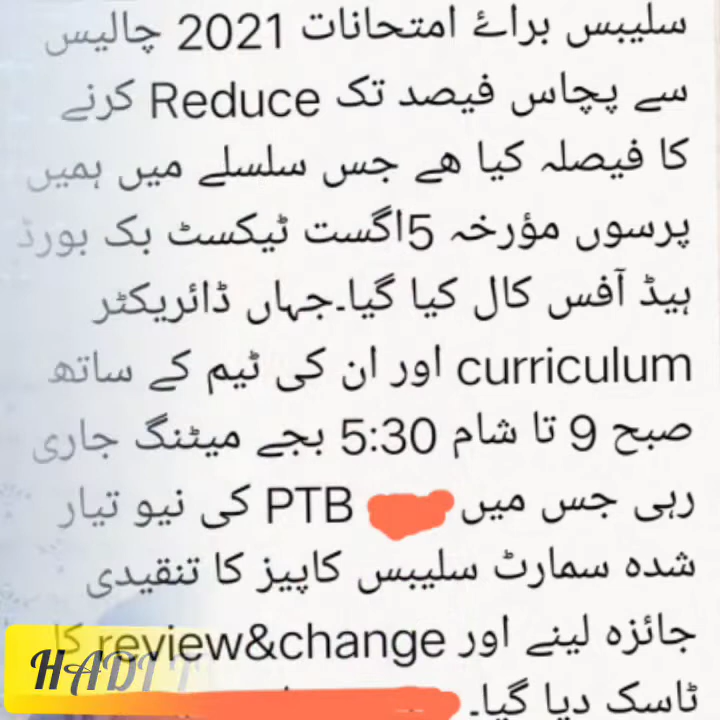 سلیبس برائے امتحانات 2021 چالیس
سے پچاس فیصد تک Reduce کرنے
کا فیصلہ کیا ھے جس سلسلے میں ہمیں
پرسوں مؤرخہ 5اگست ٹیکسٹ بک بورڈ
ہیڈ آفس کال کیا گیا۔جہاں ڈائریکٹر
curriculum اور ان کی ٹیم کے ساتھ
صبح 9 تا شام 5:30 بجے میٹنگ جاری
رہی جس میں PTB کی نیو تیار
شدہ سمارٹ سلیبس کاپیز کا تنقیدی
جائزہ لینے اور review&change کا
ٹاسک دیا گیا۔
HADI